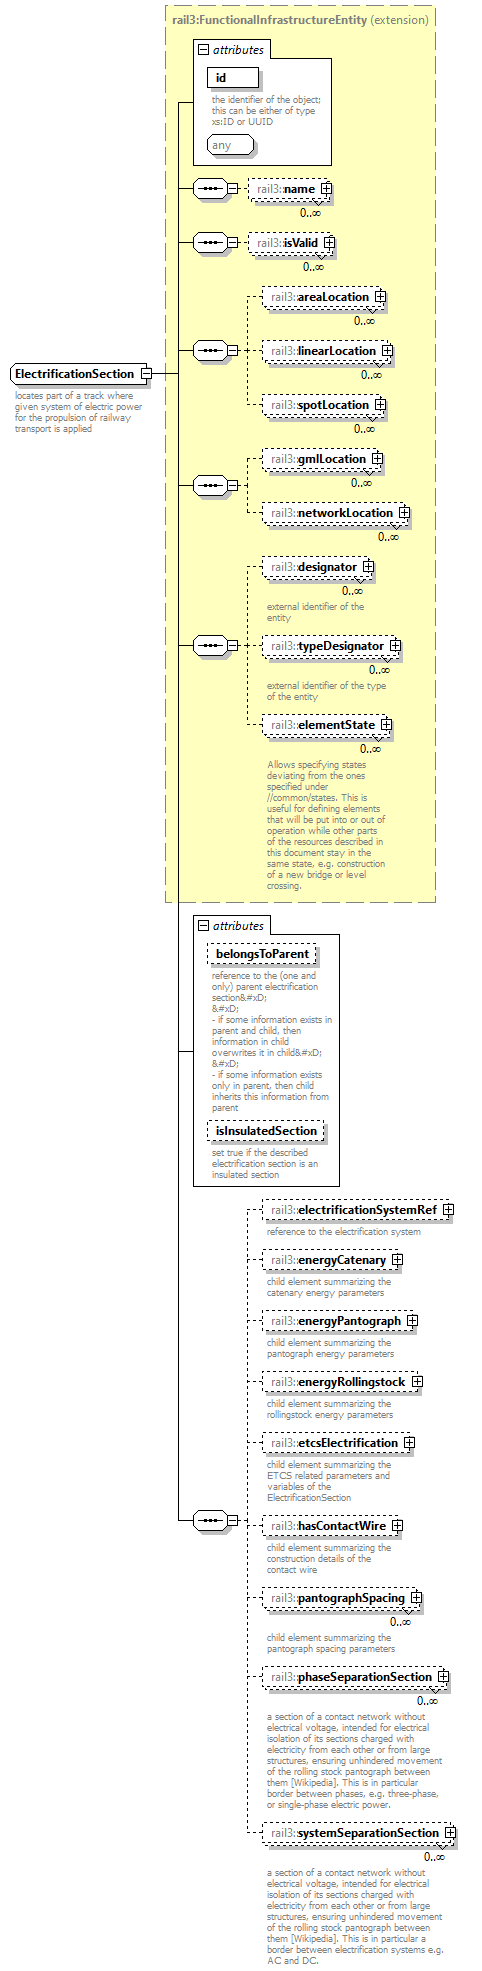 rail3:FunctionalInfrastructureEntity (extension)
attributes
id
the identifier of the object;
this can be either of type
xs:ID or UUID
any
rail3:name
0..∞
rail3:isValid
0..∞
rail3:areaLocation
0..∞
rail3:linearLocation
0..∞
ElectrificationSection
locates part of a track where
given system of electric power
for the propulsion of railway
transport is applied
rail3:spotLocation
0..∞
rail3:gmlLocation
0..∞
rail3:networkLocation
0..∞
rail3:designator
0..∞
external identifier of the
entity
rail3:typeDesignator
0..∞
external identifier of the type
of the entity
rail3:elementState
0..∞
Allows specifying states
deviating from the ones
specified under
//common/states. This is
useful for defining elements
that will be put into or out of
operation while other parts
of the resources described in
this document stay in the
same state, e.g. construction
of a new bridge or level
crossing.
attributes
belongsToParent
reference to the (one and
only) parent electrification
section&#xD;
&#xD;
- if some information exists in
parent and child, then
information in child
overwrites it in child&#xD;
&#xD;
- if some information exists
only in parent, then child
inherits this information from
parent
isInsulatedSection
set true if the described
electrification section is an
insulated section
rail3:electrificationSystemRef
reference to the electrification system
rail3:energyCatenary
child element summarizing the
catenary energy parameters
rail3:energyPantograph
child element summarizing the
pantograph energy parameters
rail3:energyRollingstock
child element summarizing the
rollingstock energy parameters
rail3:etcsElectrification
child element summarizing the
ETCS related parameters and
variables of the
ElectrificationSection
rail3:hasContactWire
child element summarizing the
construction details of the
contact wire
rail3:pantographSpacing
0..∞
child element summarizing the
pantograph spacing parameters
rail3:phaseSeparationSection
0..∞
a section of a contact network without
electrical voltage, intended for electrical
isolation of its sections charged with
electricity from each other or from large
structures, ensuring unhindered movement
of the rolling stock pantograph between
them [Wikipedia]. This is in particular
border between phases, e.g. three-phase,
or single-phase electric power.
rail3:systemSeparationSection
0..∞
a section of a contact network without
electrical voltage, intended for electrical
isolation of its sections charged with
electricity from each other or from large
structures, ensuring unhindered movement
of the rolling stock pantograph between
them [Wikipedia]. This is in particular a
border between electrification systems e.g.
AC and DC.